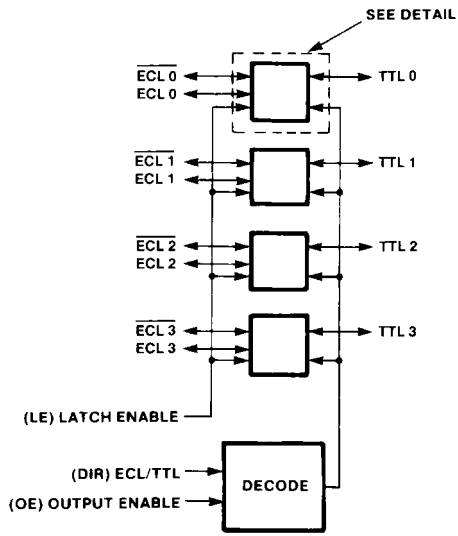 SEE DETAIL
ECL 0 TTL 0
ECL 0
ECL 1 TTL 1
ECL 1
ECL 2 TTL 2
ECL 2
ECL 3 TTL 3
ECL 3
(LE) LATCH ENABLE
(DIR) ECL/TTL
DECODE
(OE) OUTPUT ENABLE